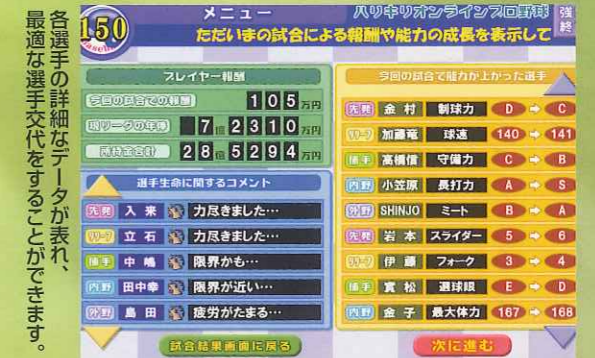 各選手の詳細なデータが表れ、
最適な選手交代をすることができます。
150
メニュー
ハリキリオンラインプロ野球
強
終
ただいまの試合による報酬や能力の成長を表示して
プレイヤー報酬
今回の試合での報酬 105万円
現リーグの年俸 7億2310万円
所持金合計 28億5294万円
選手生命に関するコメント
先発 入来 力尽きました…
リリーフ 立石 力尽きました…
捕手 中嶋 限界かも…
内野 田中幸 限界が近い…
外野 島田 疲労がたまる…
試合結果画面に戻る
今回の試合で能力が上がった選手
先発 金村 制球力 D ⇨ C
リリーフ 加藤竜 球速 140 ⇨ 141
捕手 高橋信 守備力 C ⇨ B
内野 小笠原 長打力 A ⇨ S
外野 SHINJO ミート B ⇨ A
先発 岩本 スライダー 5 ⇨ 6
リリーフ 伊藤 フォーク 3 ⇨ 4
捕手 實松 選球眼 E ⇨ D
内野 金子 最大体力 167 ⇨ 168
次に進む